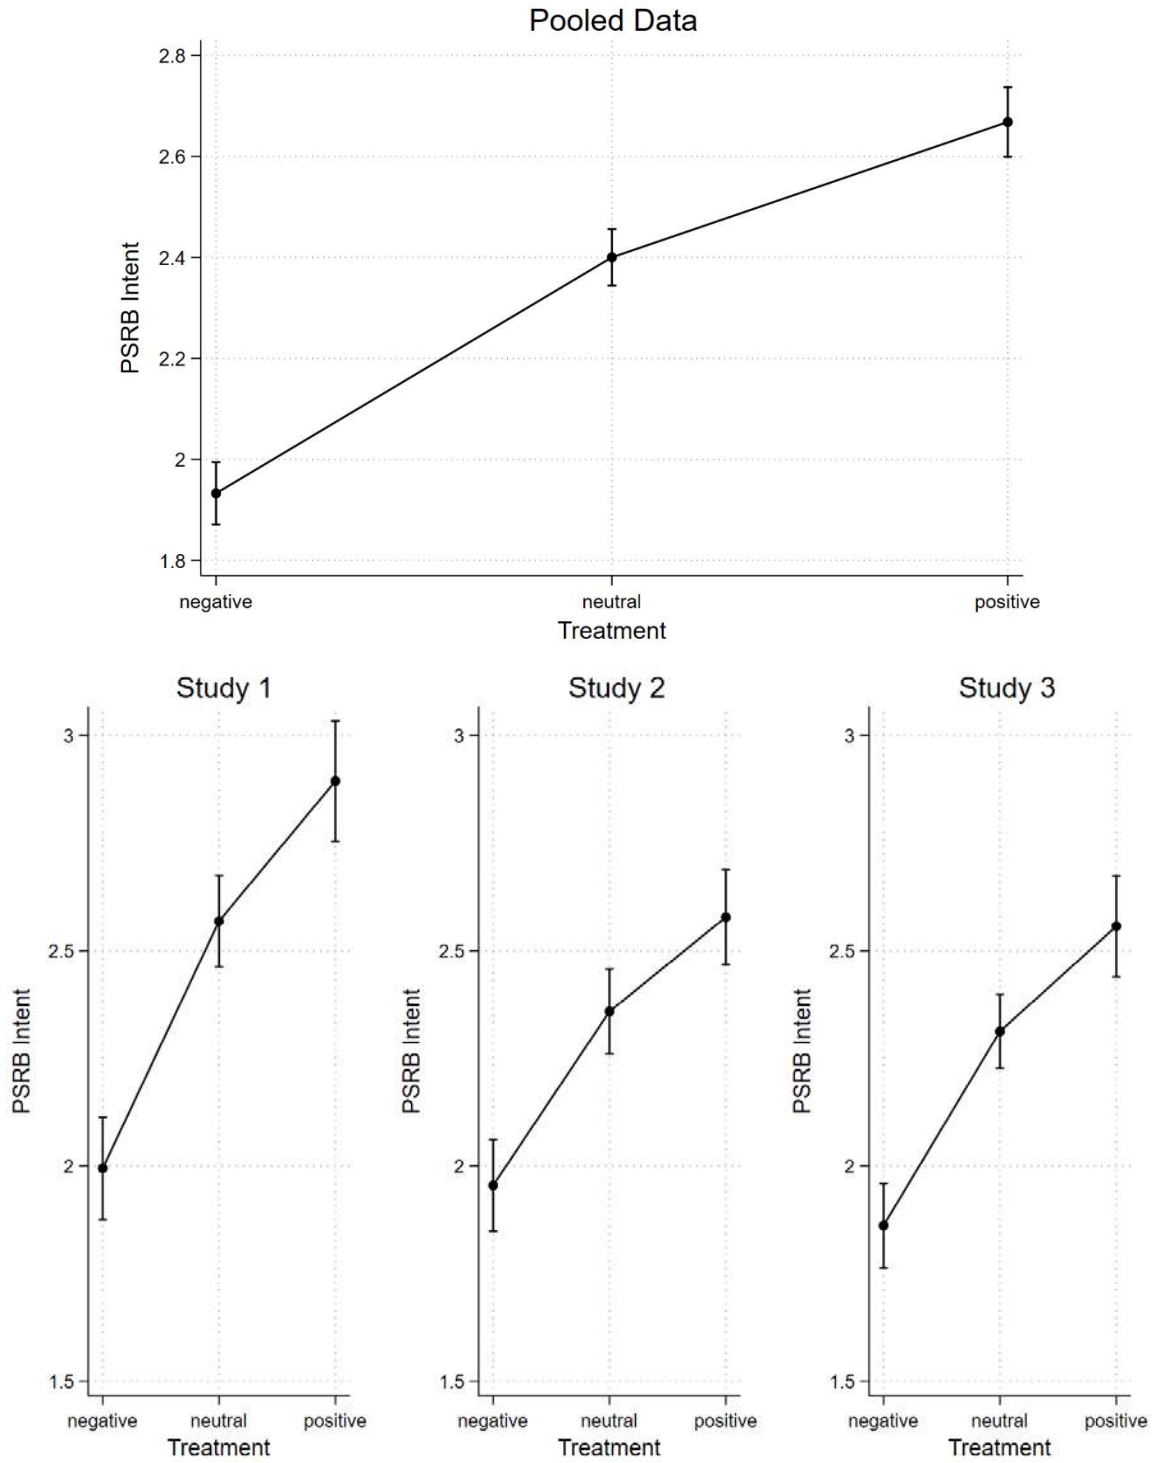 Pooled Data
2.8
2.6
2.4
2.2
2
1.8
PSRB Intent
negative neutral positive
Treatment
Study 1
3
2.5
2
1.5
PSRB Intent
negative neutral positive
Treatment
Study 2
3
2.5
2
1.5
PSRB Intent
negative neutral positive
Treatment
Study 3
3
2.5
2
1.5
PSRB Intent
negative neutral positive
Treatment